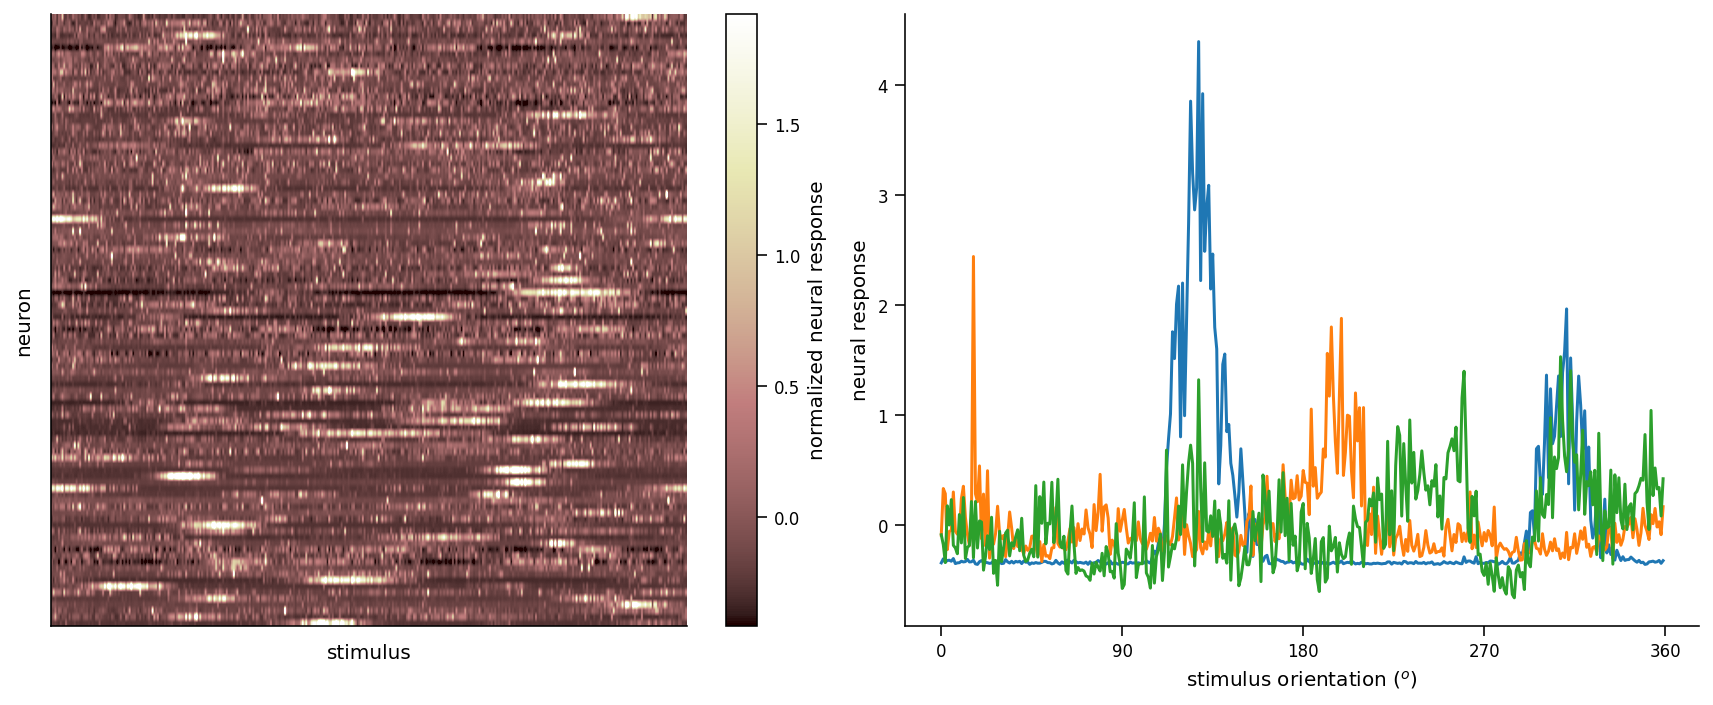 neuron
stimulus
1.5
1.0
0.5
0.0
normalized neural response
neural response
4
3
2
1
0
0 90 180 270 360
stimulus orientation (o)